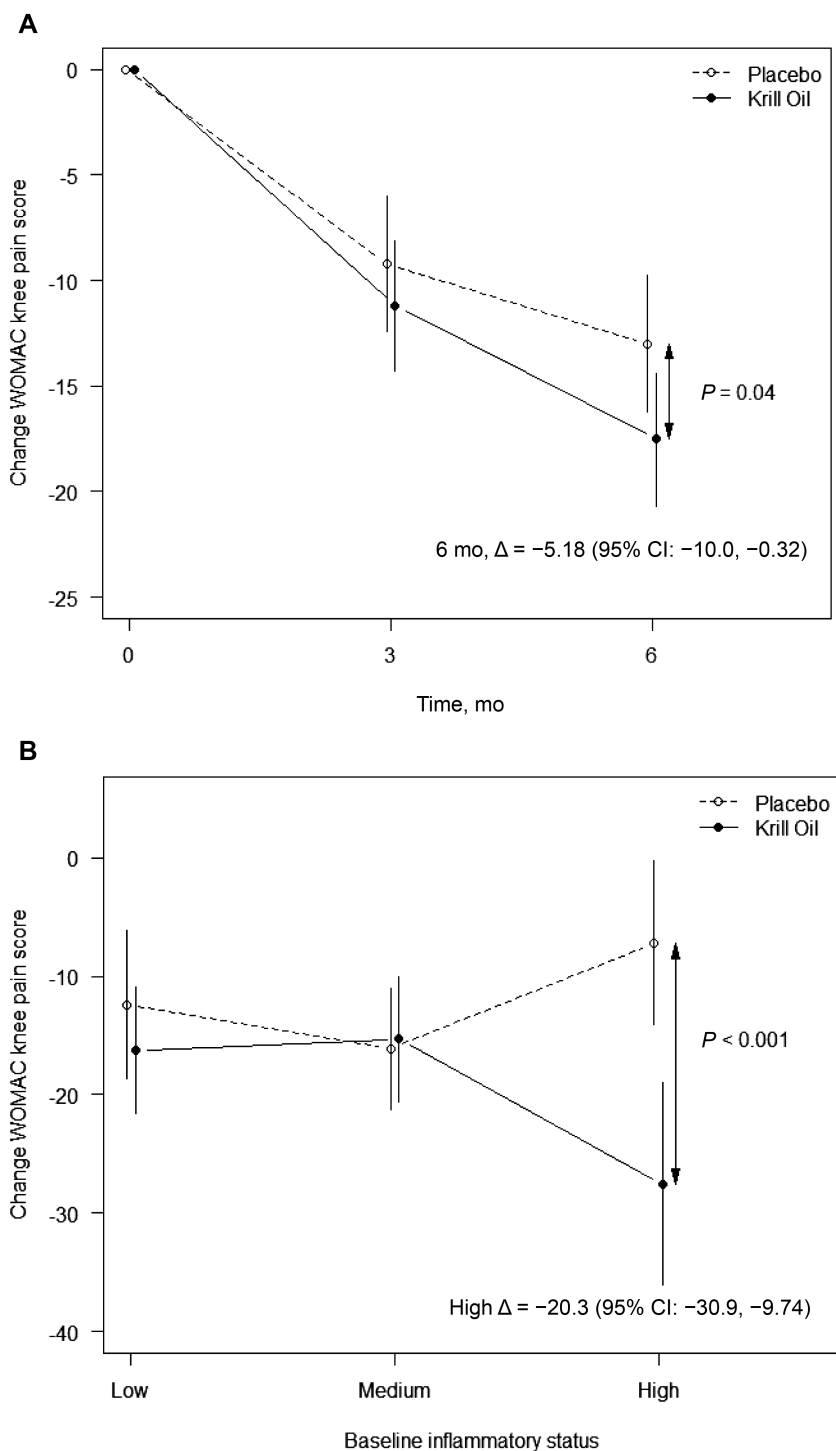 A
Placebo
Krill Oil
0
-5
-10
-15
-20
-25
Change WOMAC knee pain score
P = 0.04
6 mo, Δ = −5.18 (95% CI: −10.0, −0.32)
0 3 6
Time, mo
B
Placebo
Krill Oil
0
-10
-20
-30
-40
Change WOMAC knee pain score
P < 0.001
High Δ = −20.3 (95% CI: −30.9, −9.74)
Low Medium High
Baseline inflammatory status